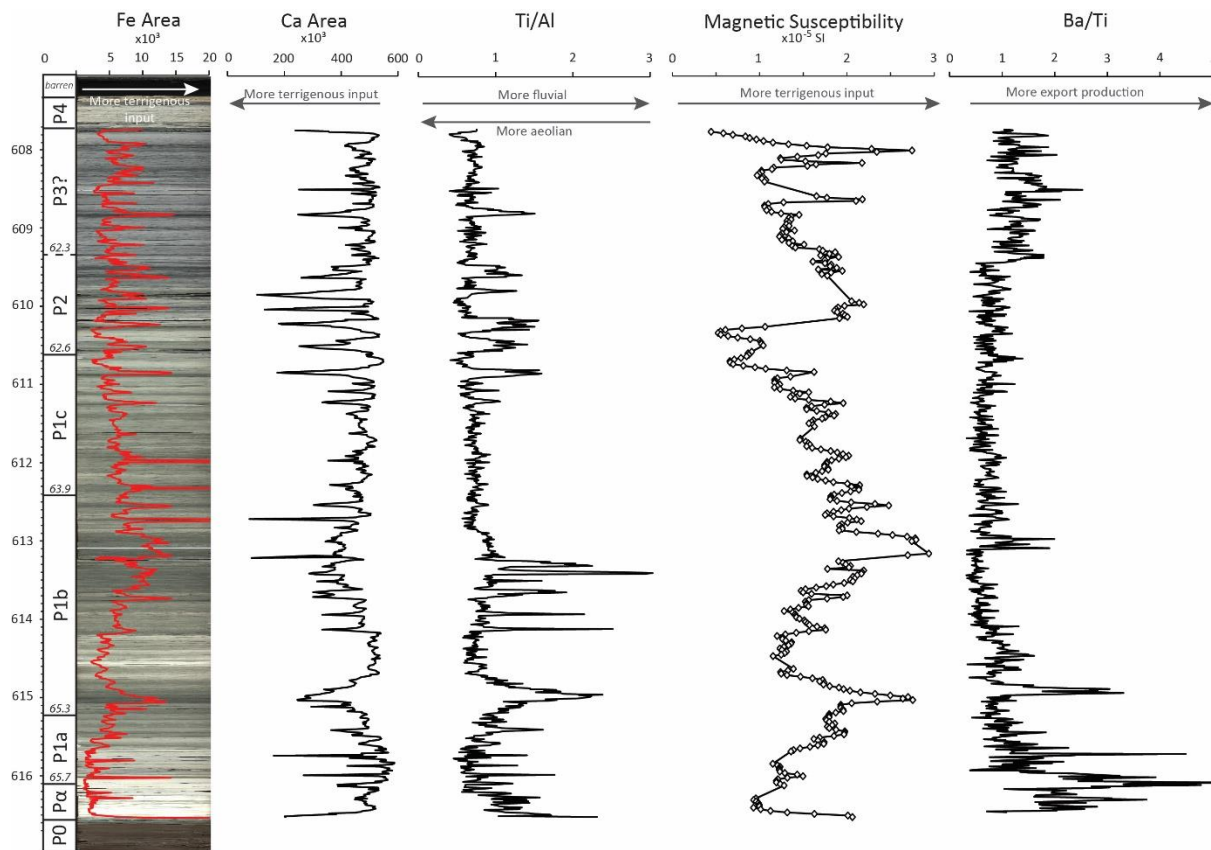 Fe Area
x10³
0 5 10 15 20
Ca Area
x10³
0 200 400 600
Ti/Al
0 1 2 3
Magnetic Susceptibility
x10⁻⁵ SI
0 1 2 3
Ba/Ti
0 1 2 3 4 5
More terrigenous
input
More terrigenous input
More fluvial
More aeolian
More terrigenous input
More export production
barren
P4
P3?
62.3
P2
62.6
P1c
63.9
P1b
65.3
P1a
65.7
Pα
P0
608
609
610
611
612
613
614
615
616